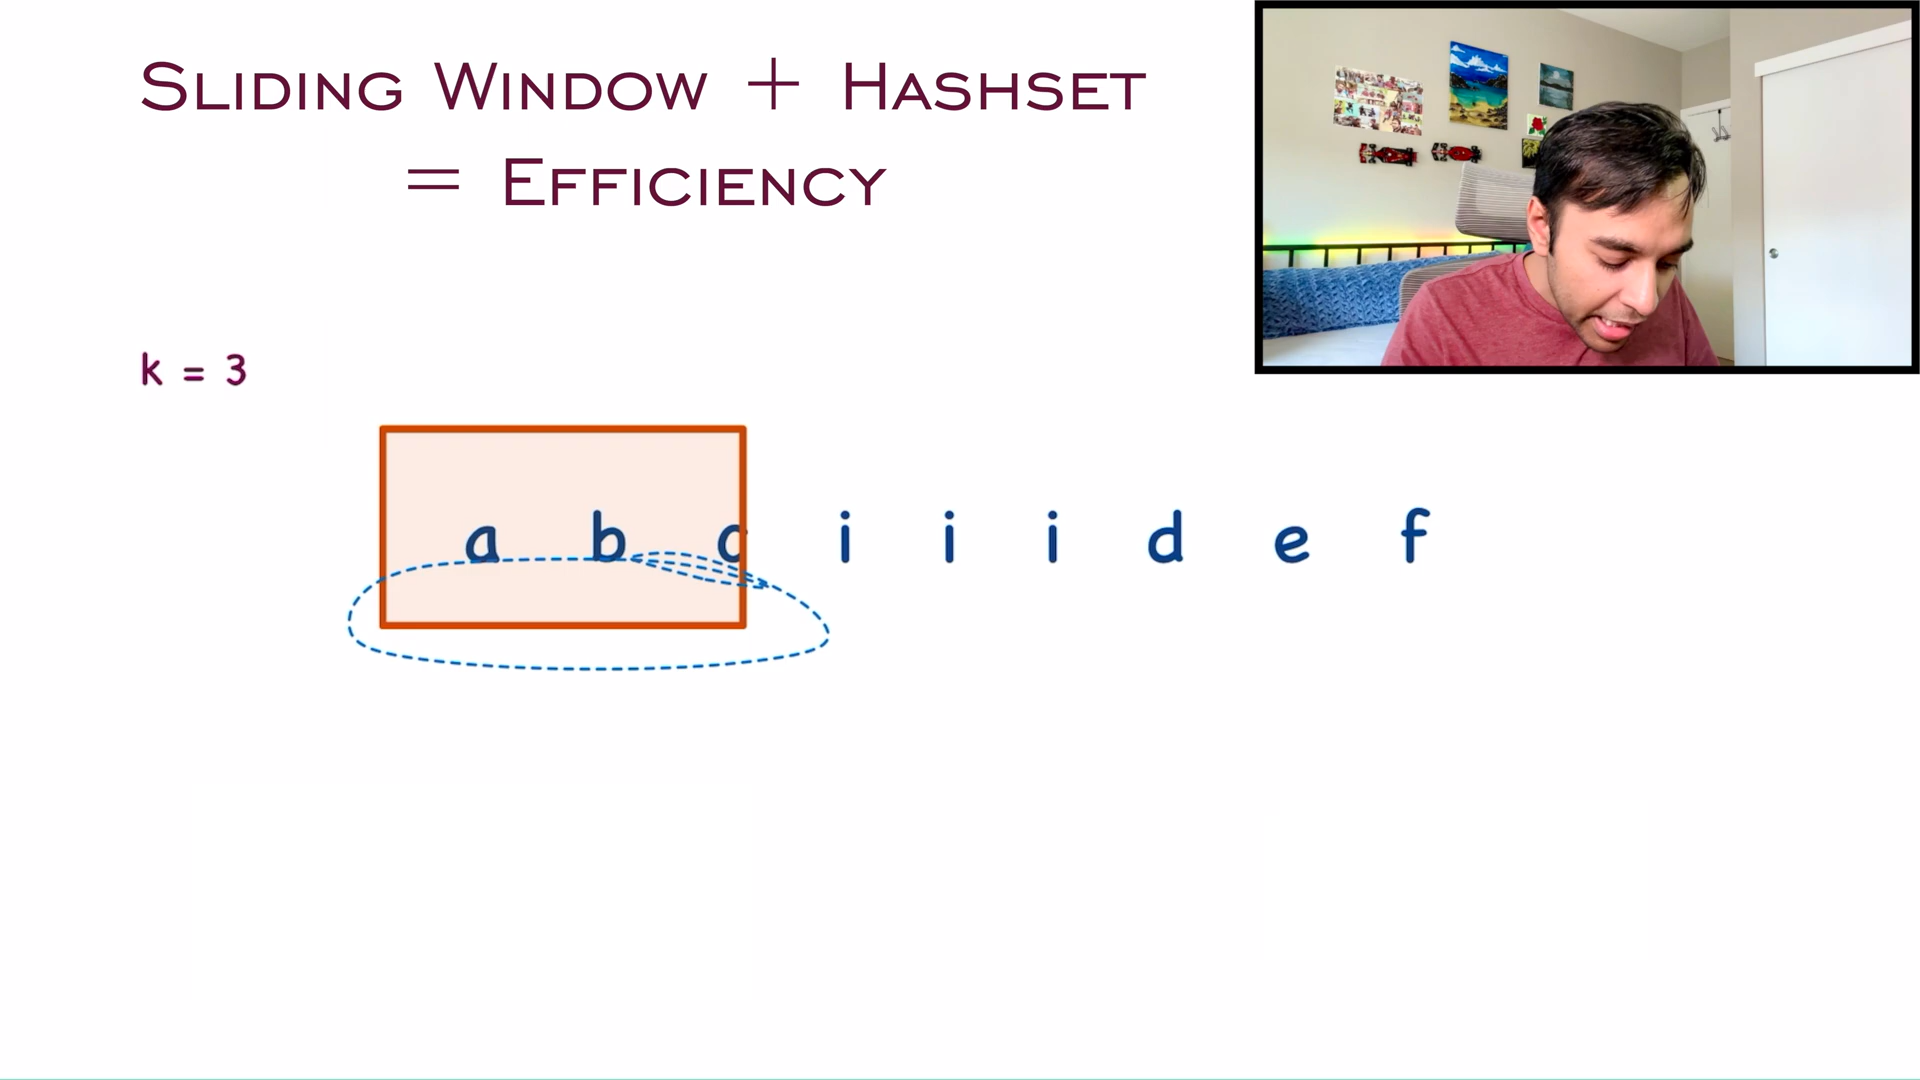 SLIDING WINDOW + HASHSET
= EFFICIENCY
k = 3
a b c i i i d e f